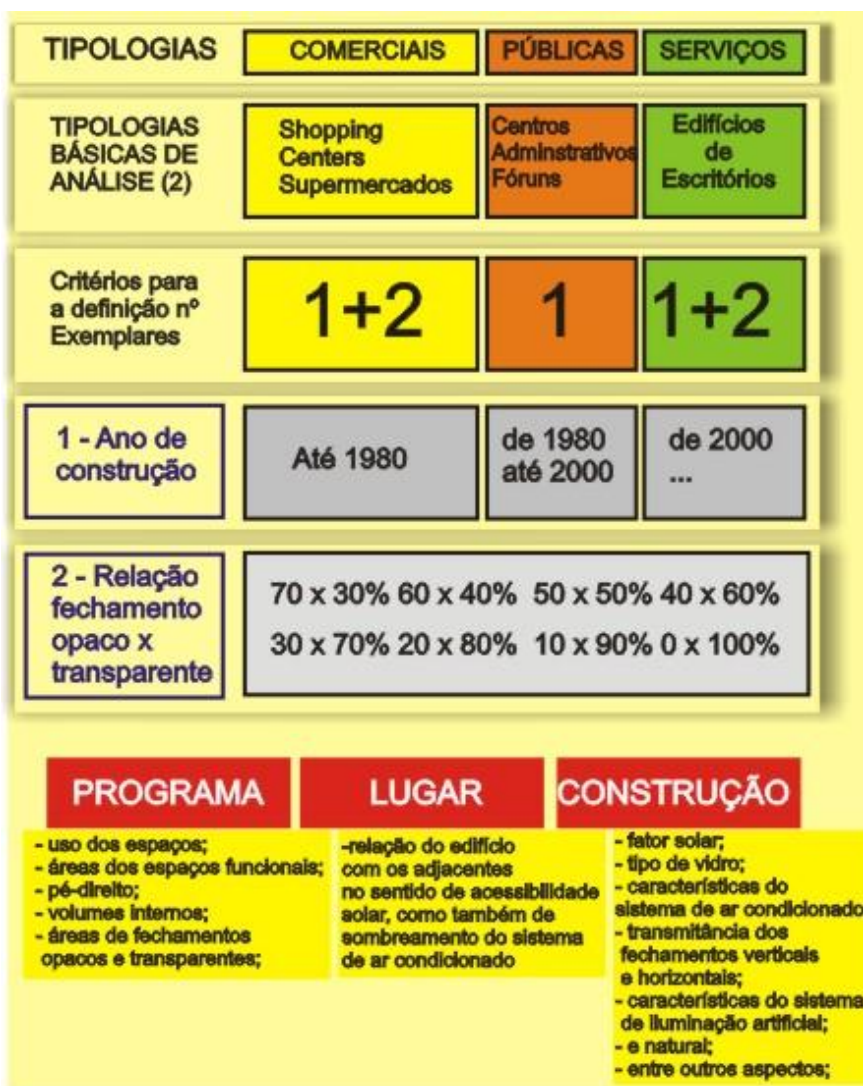 TIPOLOGIAS COMERCIAIS PÚBLICAS SERVIÇOS
TIPOLOGIAS
BÁSICAS DE
ANÁLISE (2)
Shopping
Centers
Supermercados
Centros
Adminstrativos
Fóruns
Edifícios
de
Escritórios
Critérios para
a definição nº
Exemplares
1+2 1 1+2
1 - Ano de
construção
Até 1980
de 1980
até 2000
de 2000
...
2 - Relação
fechamento
opaco x
transparente
70 x 30% 60 x 40% 50 x 50% 40 x 60%
30 x 70% 20 x 80% 10 x 90% 0 x 100%
PROGRAMA
- uso dos espaços;
- áreas dos espaços funcionais;
- pé-direito;
- volumes internos;
- áreas de fechamentos
opacos e transparentes;
LUGAR
-relação do edifício
com os adjacentes
no sentido de acessibilidade
solar, como também de
sombreamento do sistema
de ar condicionado
CONSTRUÇÃO
- fator solar;
- tipo de vidro;
- características do
sistema de ar condicionado
- transmitância dos
fechamentos verticais
e horizontais;
- características do sistema
de iluminação artificial;
- e natural;
- entre outros aspectos;